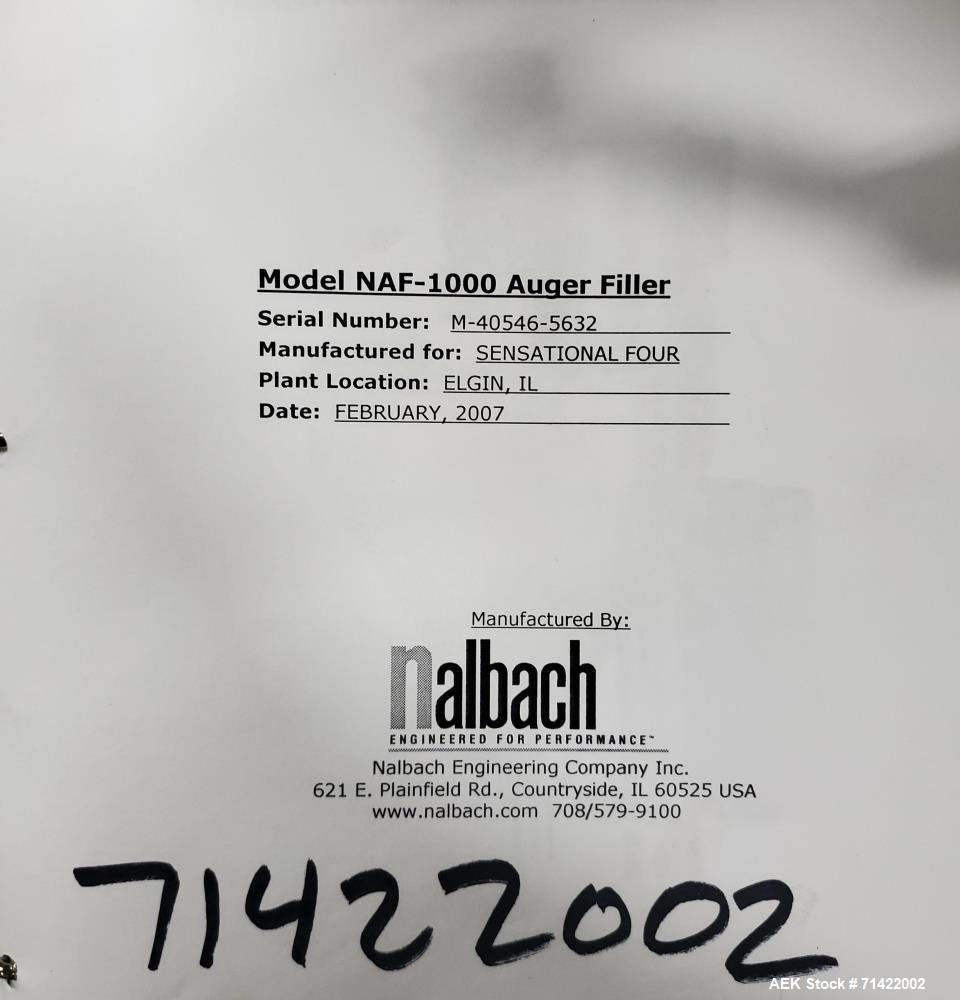 Model NAF-1000 Auger Filler
Serial Number: M-40546-5632
Manufactured for: SENSATIONAL FOUR
Plant Location: ELGIN, IL
Date: FEBRUARY, 2007
Manufactured By:
nalbach
ENGINEERED FOR PERFORMANCE™
Nalbach Engineering Company Inc.
621 E. Plainfield Rd., Countryside, IL 60525 USA
www.nalbach.com 708/579-9100
71422002
AEK Stock # 71422002